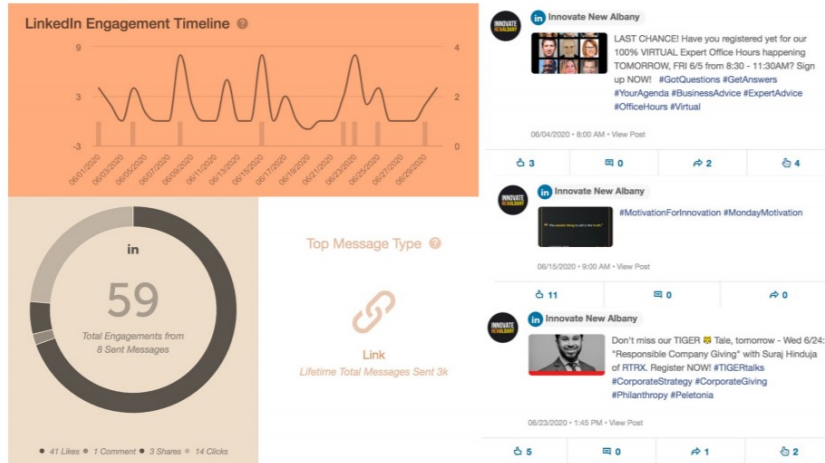 LinkedIn Engagement Timeline
9
3
-3
4
2
0
06/01/2020
06/03/2020
06/05/2020
06/07/2020
06/09/2020
06/11/2020
06/13/2020
06/15/2020
06/17/2020
06/19/2020
06/21/2020
06/23/2020
06/25/2020
06/27/2020
06/29/2020
in
59
Total Engagements from
8 Sent Messages
41 Likes 1 Comment 3 Shares 14 Clicks
Top Message Type
Link
Lifetime Total Messages Sent 3k
INNOVATE
NEWALBANY
in Innovate New Albany
LAST CHANCE! Have you registered yet for our
100% VIRTUAL Expert Office Hours happening
TOMORROW, FRI 6/5 from 8:30 - 11:30AM? Sign
up NOW! #GotQuestions #GetAnswers
#YourAgenda #BusinessAdvice #ExpertAdvice
#OfficeHours #Virtual
06/04/2020 • 8:00 AM • View Post
3 0 2 4
INNOVATE
NEWALBANY
in Innovate New Albany
#MotivationForInnovation #MondayMotivation
06/15/2020 • 9:00 AM • View Post
11 0 0
INNOVATE
NEWALBANY
in Innovate New Albany
Don't miss our TIGER 🐯 Tale, tomorrow - Wed 6/24:
"Responsible Company Giving" with Suraj Hinduja
of RTRX. Register NOW! #TIGERtalks
#CorporateStrategy #CorporateGiving
#Philanthropy #Peletonia
06/23/2020 • 1:45 PM • View Post
5 0 1 2